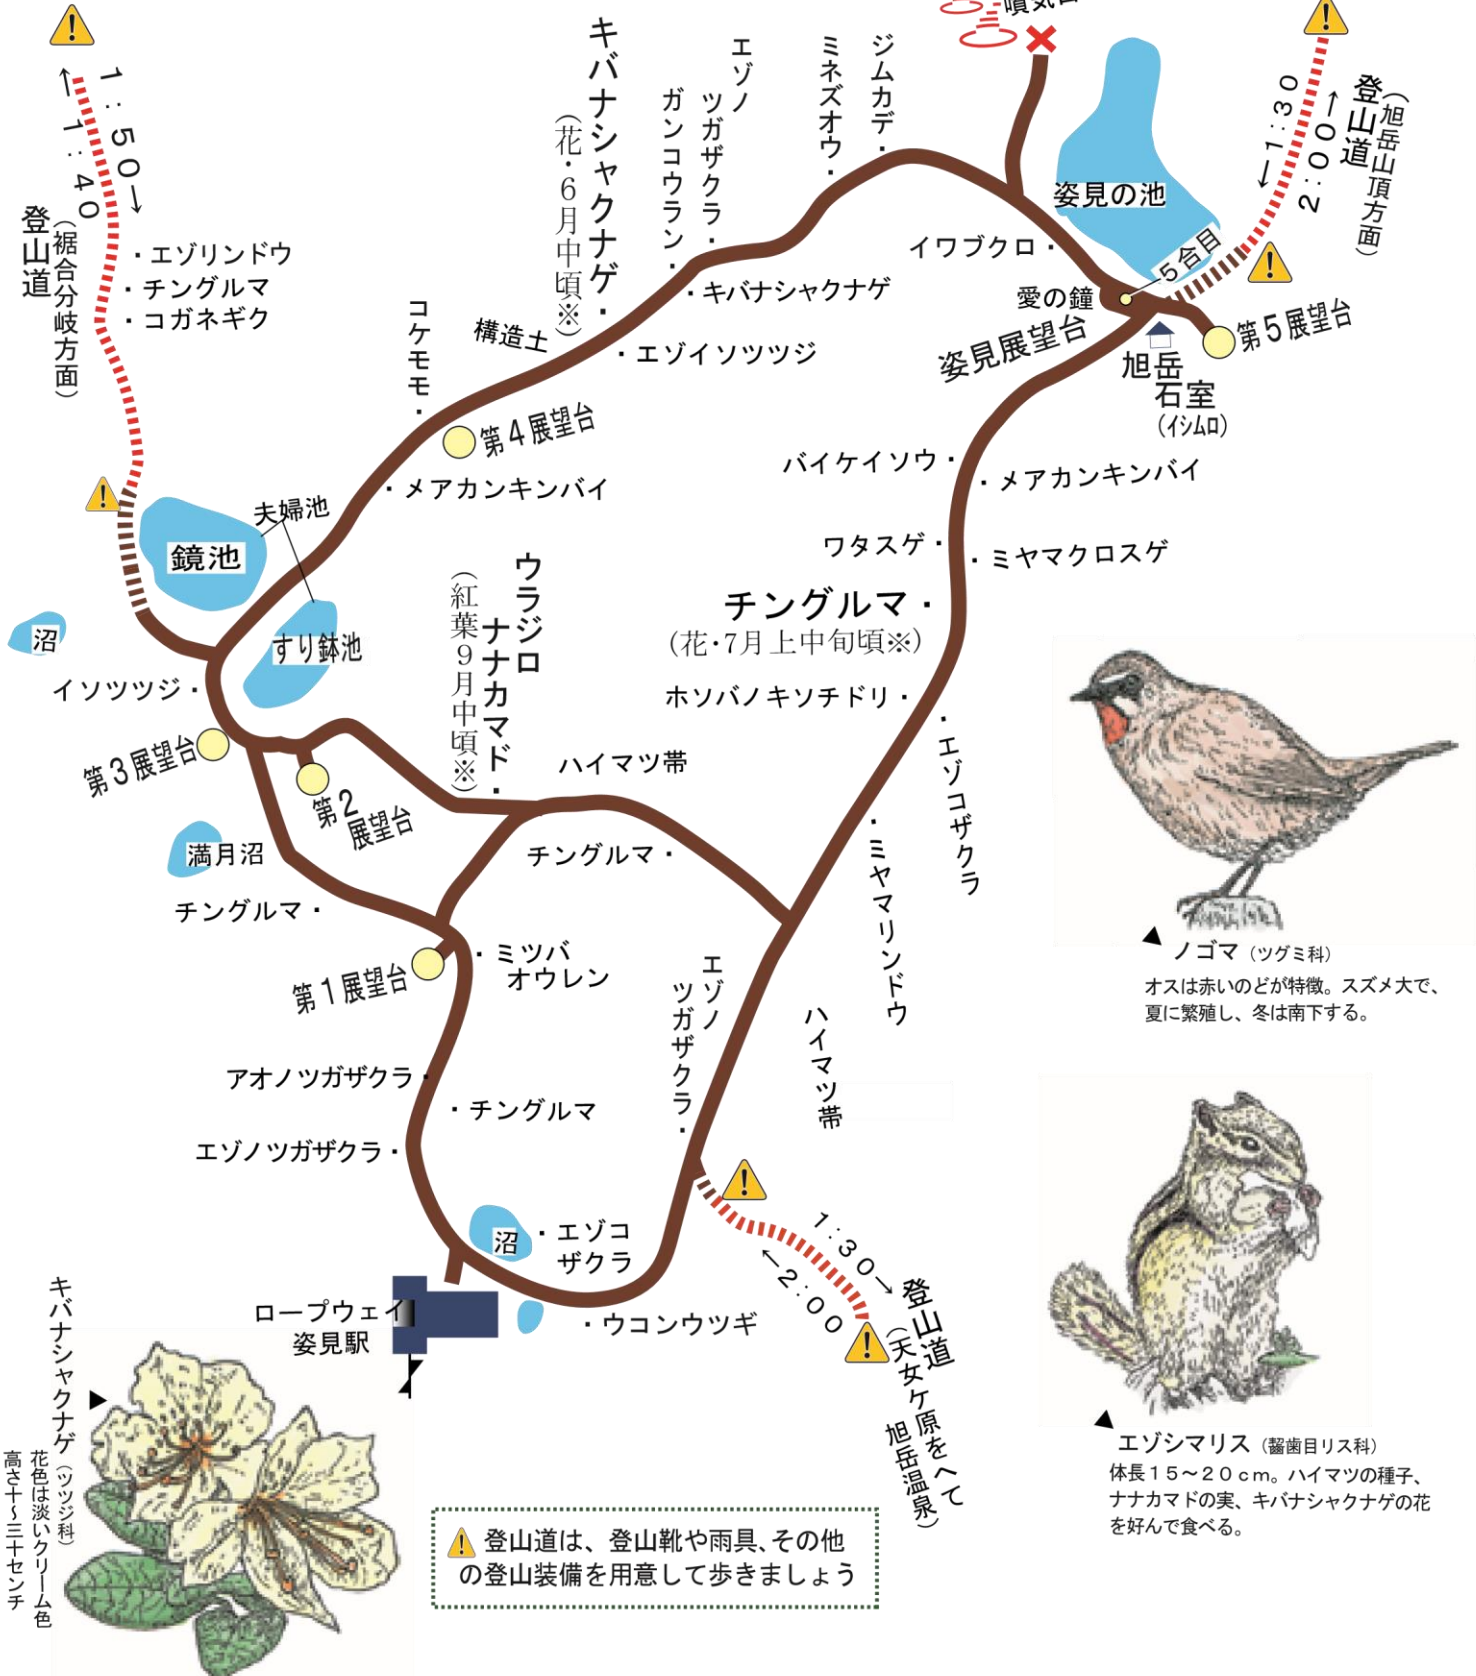 噴気
1:50→
←1:40
登山道
(裾合分岐方面)
・エゾリンドウ
・チングルマ
・コガネギク
キバナシャクナゲ・
(花・6月中頃※)
ガンコウラン・
エゾノ
ツガザクラ・
ミネズオウ・
ジムカデ・
姿見の池
←1:30
2:00→
登山道
(旭岳山頂方面)
イワブクロ・
5合目
愛の鐘
姿見展望台
第5展望台
旭岳
石室
(イシムロ)
・キバナシャクナゲ
・エゾイソツツジ
構造土
コケモモ・
第4展望台
・メアカンキンバイ
夫婦池
鏡池
すり鉢池
沼
イソツツジ・
第3展望台
第2
展望台
満月沼
チングルマ・
ウラジロ
ナナカマド・
(紅葉9月中頃※)
ハイマツ帯
チングルマ・
バイケイソウ・
・メアカンキンバイ
ワタスゲ・
・ミヤマクロスゲ
チングルマ・
(花・7月上中旬頃※)
ホソバノキソチドリ・
・エゾコザクラ
・ミヤマリンドウ
・ミツバ
オウレン
第1展望台
エゾノ
ツガザクラ・
ハイマツ帯
アオノツガザクラ・
・チングルマ
エゾノツガザクラ・
沼
・エゾコ
ザクラ
・ウコンウツギ
ロープウェイ
姿見駅
1:30→
←2:00
登山道
(天女ケ原をへて
旭岳温泉)
ノゴマ (ツグミ科)
オスは赤いのどが特徴。スズメ大で、
夏に繁殖し、冬は南下する。
エゾシマリス (齧歯目リス科)
体長15〜20cm。ハイマツの種子、
ナナカマドの実、キバナシャクナゲの花
を好んで食べる。
キバナシャクナゲ (ツツジ科)
花色は淡いクリーム色
高さ十〜三十センチ
登山道は、登山靴や雨具、その他
の登山装備を用意して歩きましょう